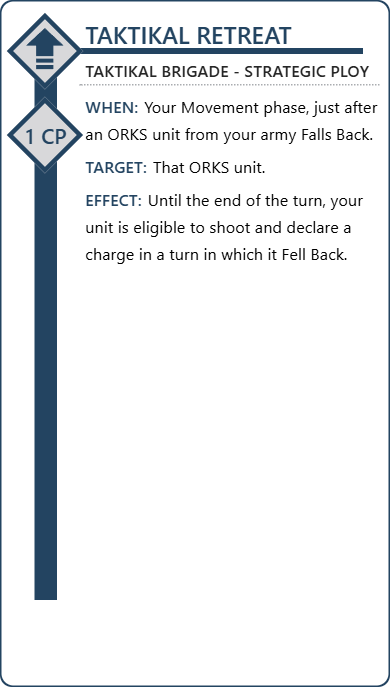 TAKTIKAL RETREAT
TAKTIKAL BRIGADE - STRATEGIC PLOY
1 CP
WHEN: Your Movement phase, just after
an ORKS unit from your army Falls Back.
TARGET: That ORKS unit.
EFFECT: Until the end of the turn, your
unit is eligible to shoot and declare a
charge in a turn in which it Fell Back.